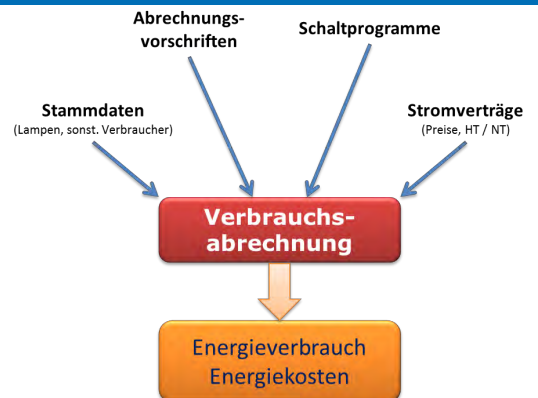 Abrechnungs-
vorschriften
Schaltprogramme
Stammdaten
(Lampen, sonst. Verbraucher)
Stromverträge
(Preise, HT / NT)
Verbrauchs-
abrechnung
Energieverbrauch
Energiekosten